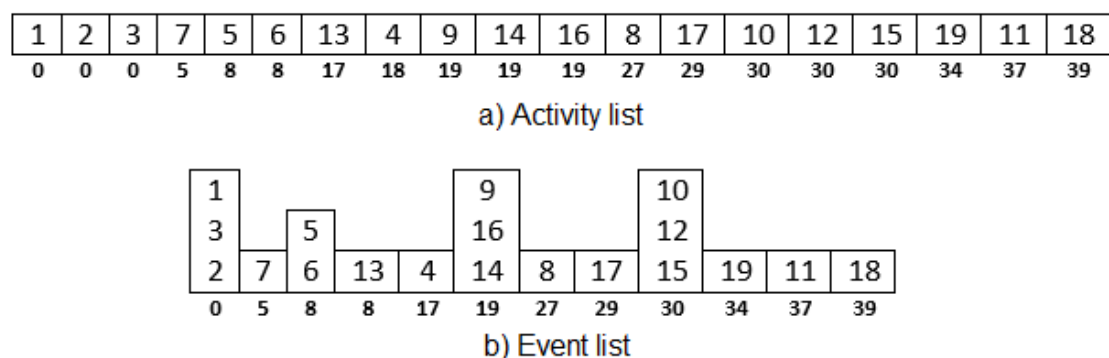 1 2 3 7 5 6 13 4 9 14 16 8 17 10 12 15 19 11 18
0 0 0 5 8 8 17 18 19 19 19 27 29 30 30 30 34 37 39
a) Activity list
1 9 10
3 5 16 12
2 7 6 13 4 14 8 17 15 19 11 18
0 5 8 8 17 19 27 29 30 34 37 39
b) Event list